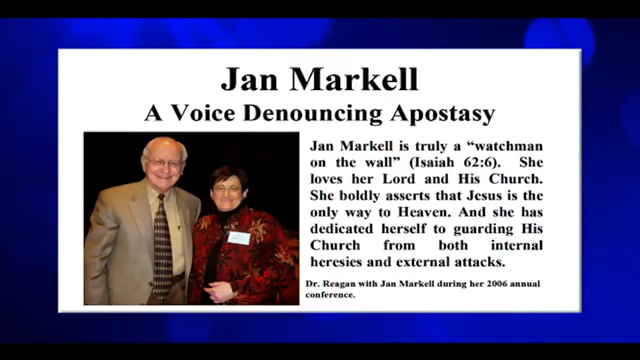 Jan Markell
A Voice Denouncing Apostasy
Jan Markell is truly a “watchman
on the wall” (Isaiah 62:6). She
loves her Lord and His Church.
She boldly asserts that Jesus is the
only way to Heaven. And she has
dedicated herself to guarding His
Church from both internal
heresies and external attacks.
Dr. Reagan with Jan Markell during her 2006 annual
conference.